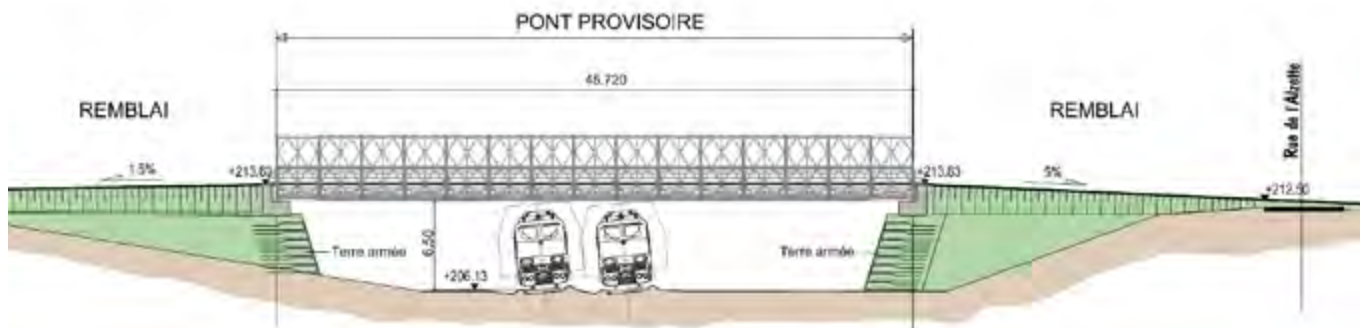 PONT PROVISOIRE
45.720
REMBLAI
REMBLAI
Rue de l'Alzette
1.5%
+213.63
+213.63
5%
+212.50
Terre armée
6.50
Terre armée
+206.13